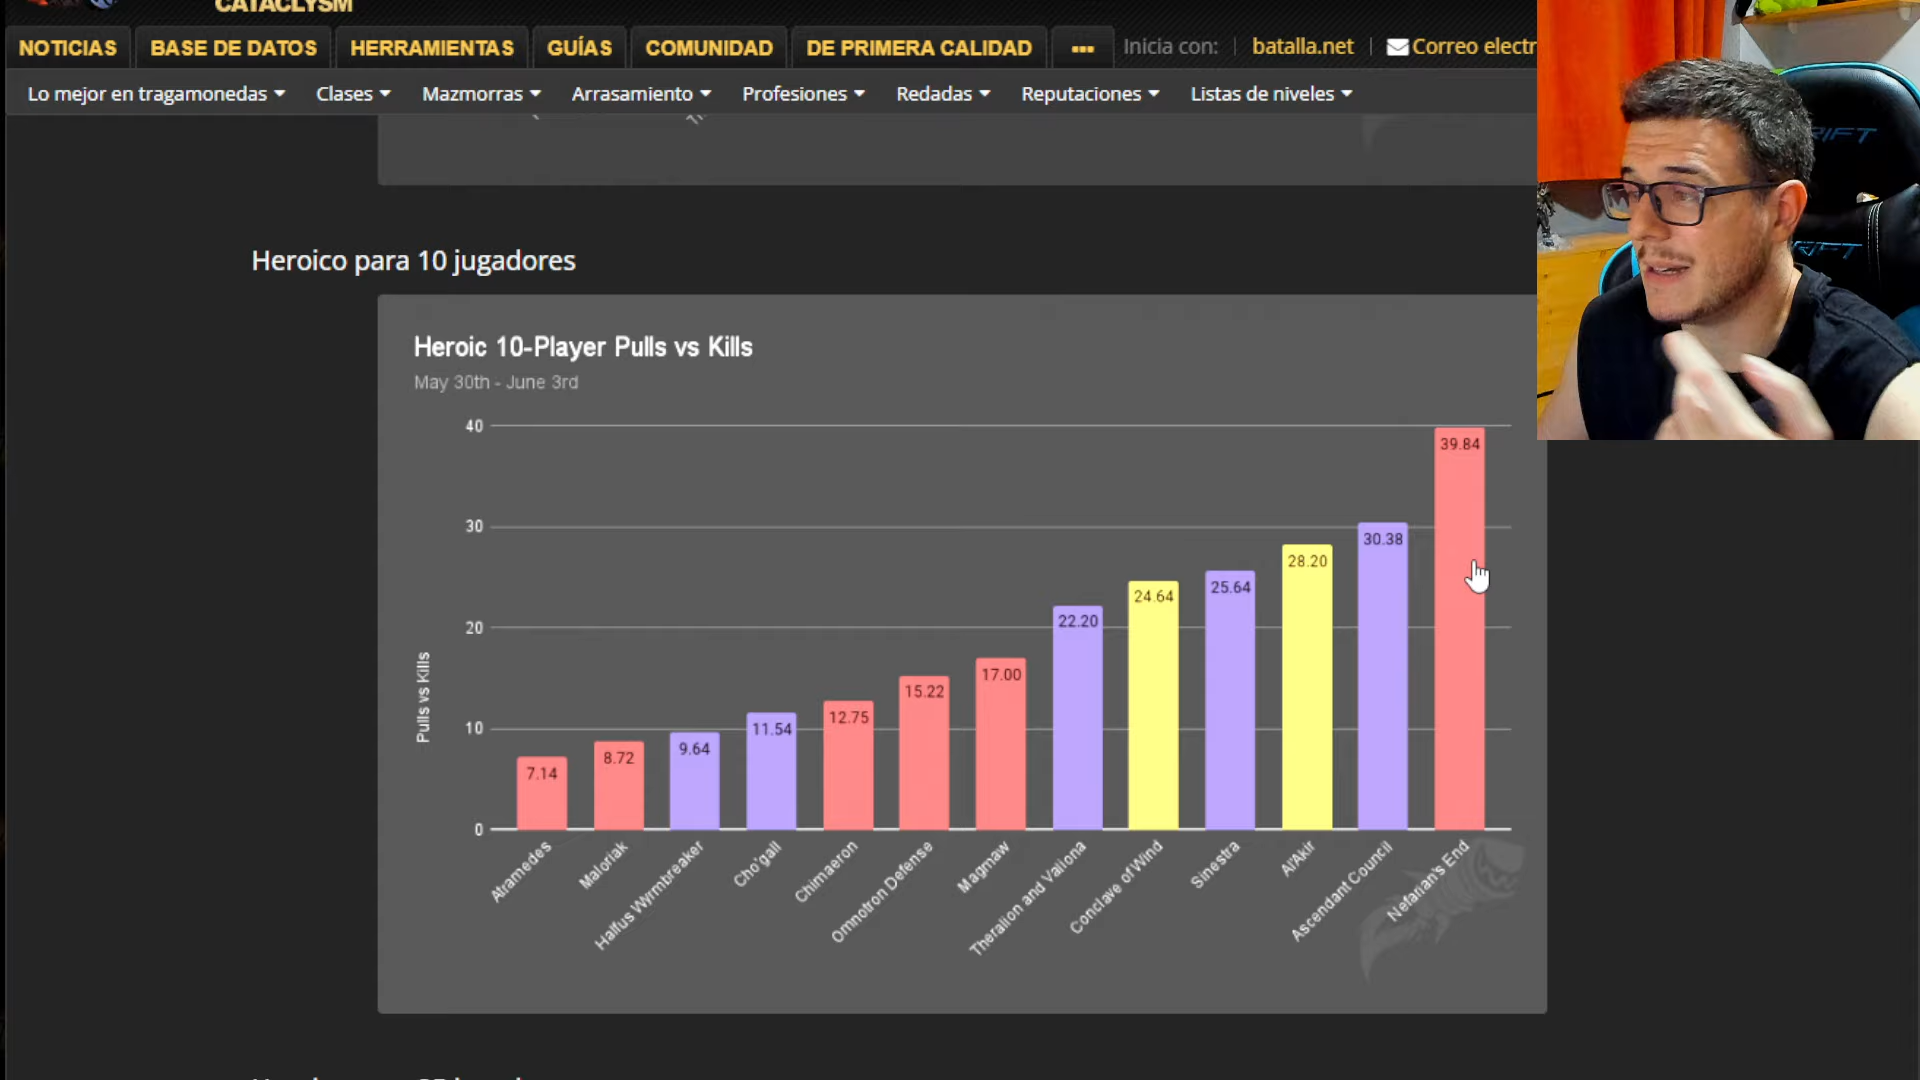 CATACLYSM
NOTICIAS BASE DE DATOS HERRAMIENTAS GUÍAS COMUNIDAD DE PRIMERA CALIDAD ... Inicia con: | batalla.net | Correo electr
Lo mejor en tragamonedas Clases Mazmorras Arrasamiento Profesiones Redadas Reputaciones Listas de niveles
RIFT
RIFT
Heroico para 10 jugadores
Heroic 10-Player Pulls vs Kills
May 30th - June 3rd
Pulls vs Kills
40
30
20
10
0
7.14
8.72
9.64
11.54
12.75
15.22
17.00
22.20
24.64
25.64
28.20
30.38
39.84
Atramedes
Maloriak
Halfus Wyrmbreaker
Cho'gall
Chimaeron
Omnotron Defense
Magmaw
Theralion and Valiona
Conclave of Wind
Sinestra
Al'Akir
Ascendant Council
Nefarian's End